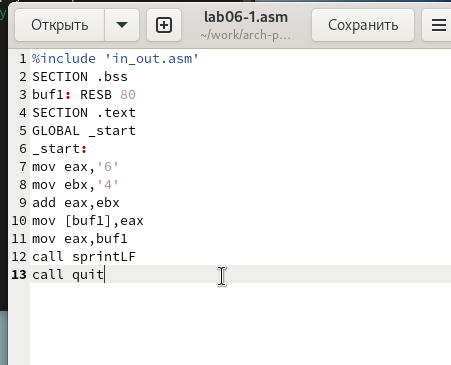 Открыть
lab06-1.asm
~/work/arch-p...
Сохранить
1 %include 'in_out.asm'
2 SECTION .bss
3 buf1: RESB 80
4 SECTION .text
5 GLOBAL _start
6 _start:
7 mov eax,'6'
8 mov ebx,'4'
9 add eax,ebx
10 mov [buf1],eax
11 mov eax,buf1
12 call sprintLF
13 call quit